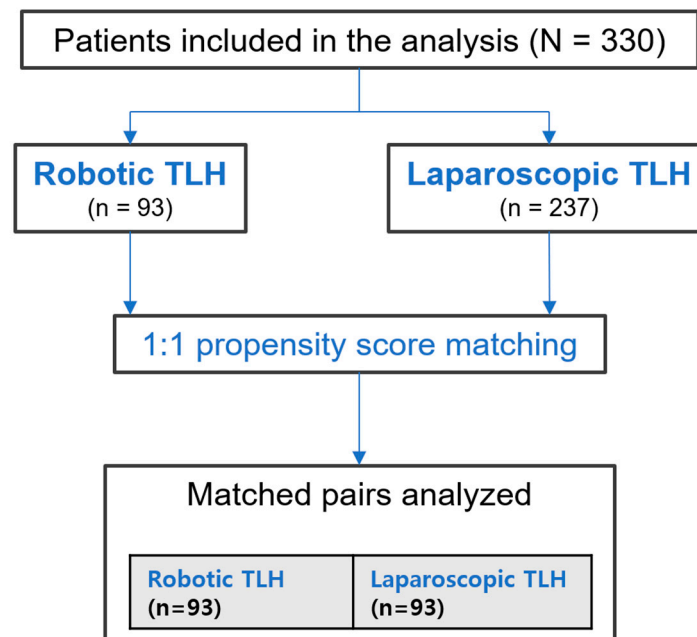 Patients included in the analysis (N = 330)
Robotic TLH
(n = 93)
Laparoscopic TLH
(n = 237)
1:1 propensity score matching
Matched pairs analyzed
Robotic TLH
(n=93)
Laparoscopic TLH
(n=93)